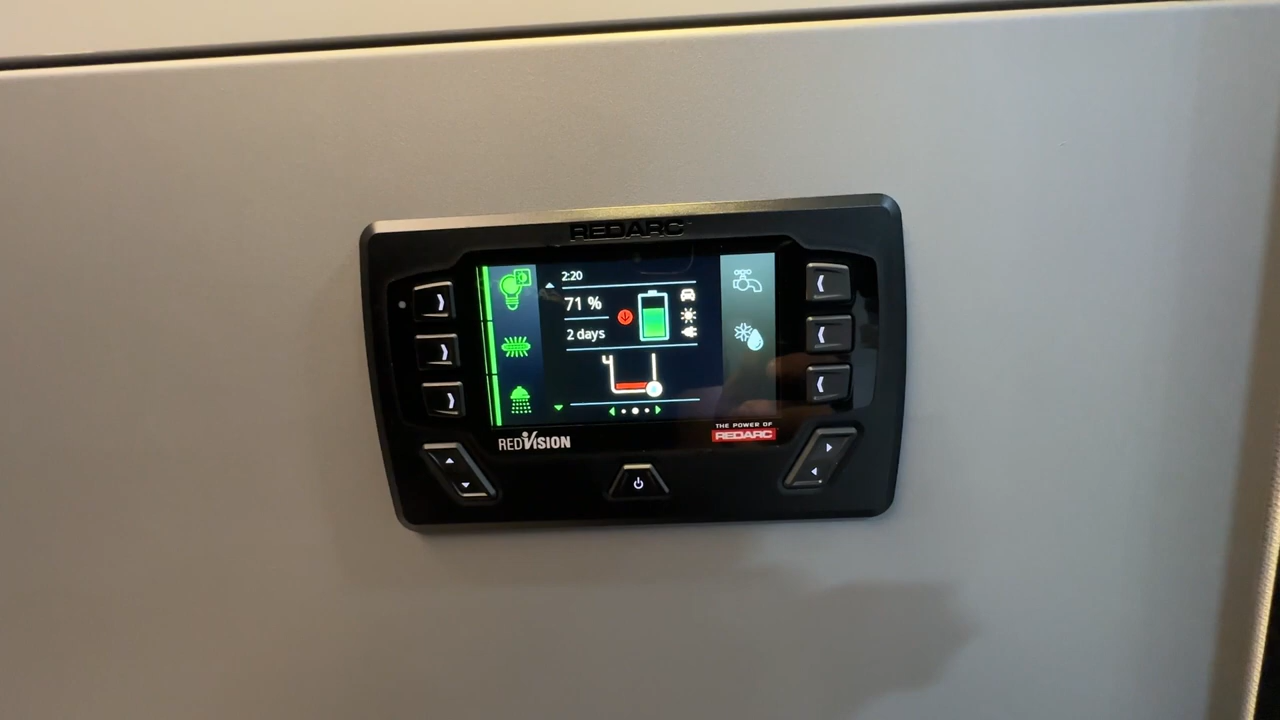 REDARC
2:20
71 %
2 days
REDVISION
THE POWER OF
REDARC